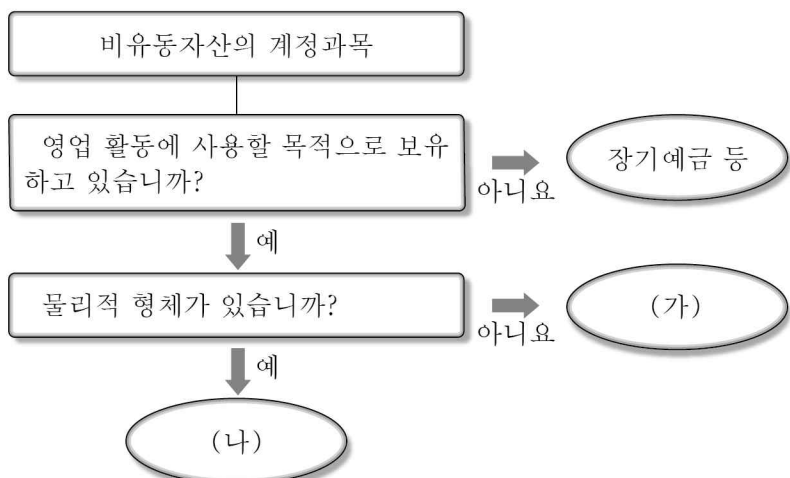 비유동자산의 계정과목
영업 활동에 사용할 목적으로 보유
하고 있습니까?
아니요
장기예금 등
예
물리적 형체가 있습니까?
아니요
(가)
예
(나)